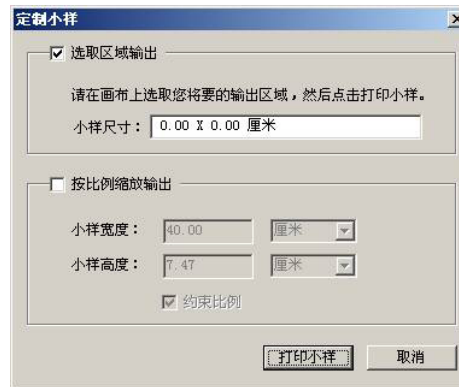 定制小样
选取区域输出
请在画布上选取您将要的输出区域，然后点击打印小样。
小样尺寸： 0.00 X 0.00 厘米
按比例缩放输出
小样宽度： 40.00 厘米
小样高度： 7.47 厘米
约束比例
打印小样 取消